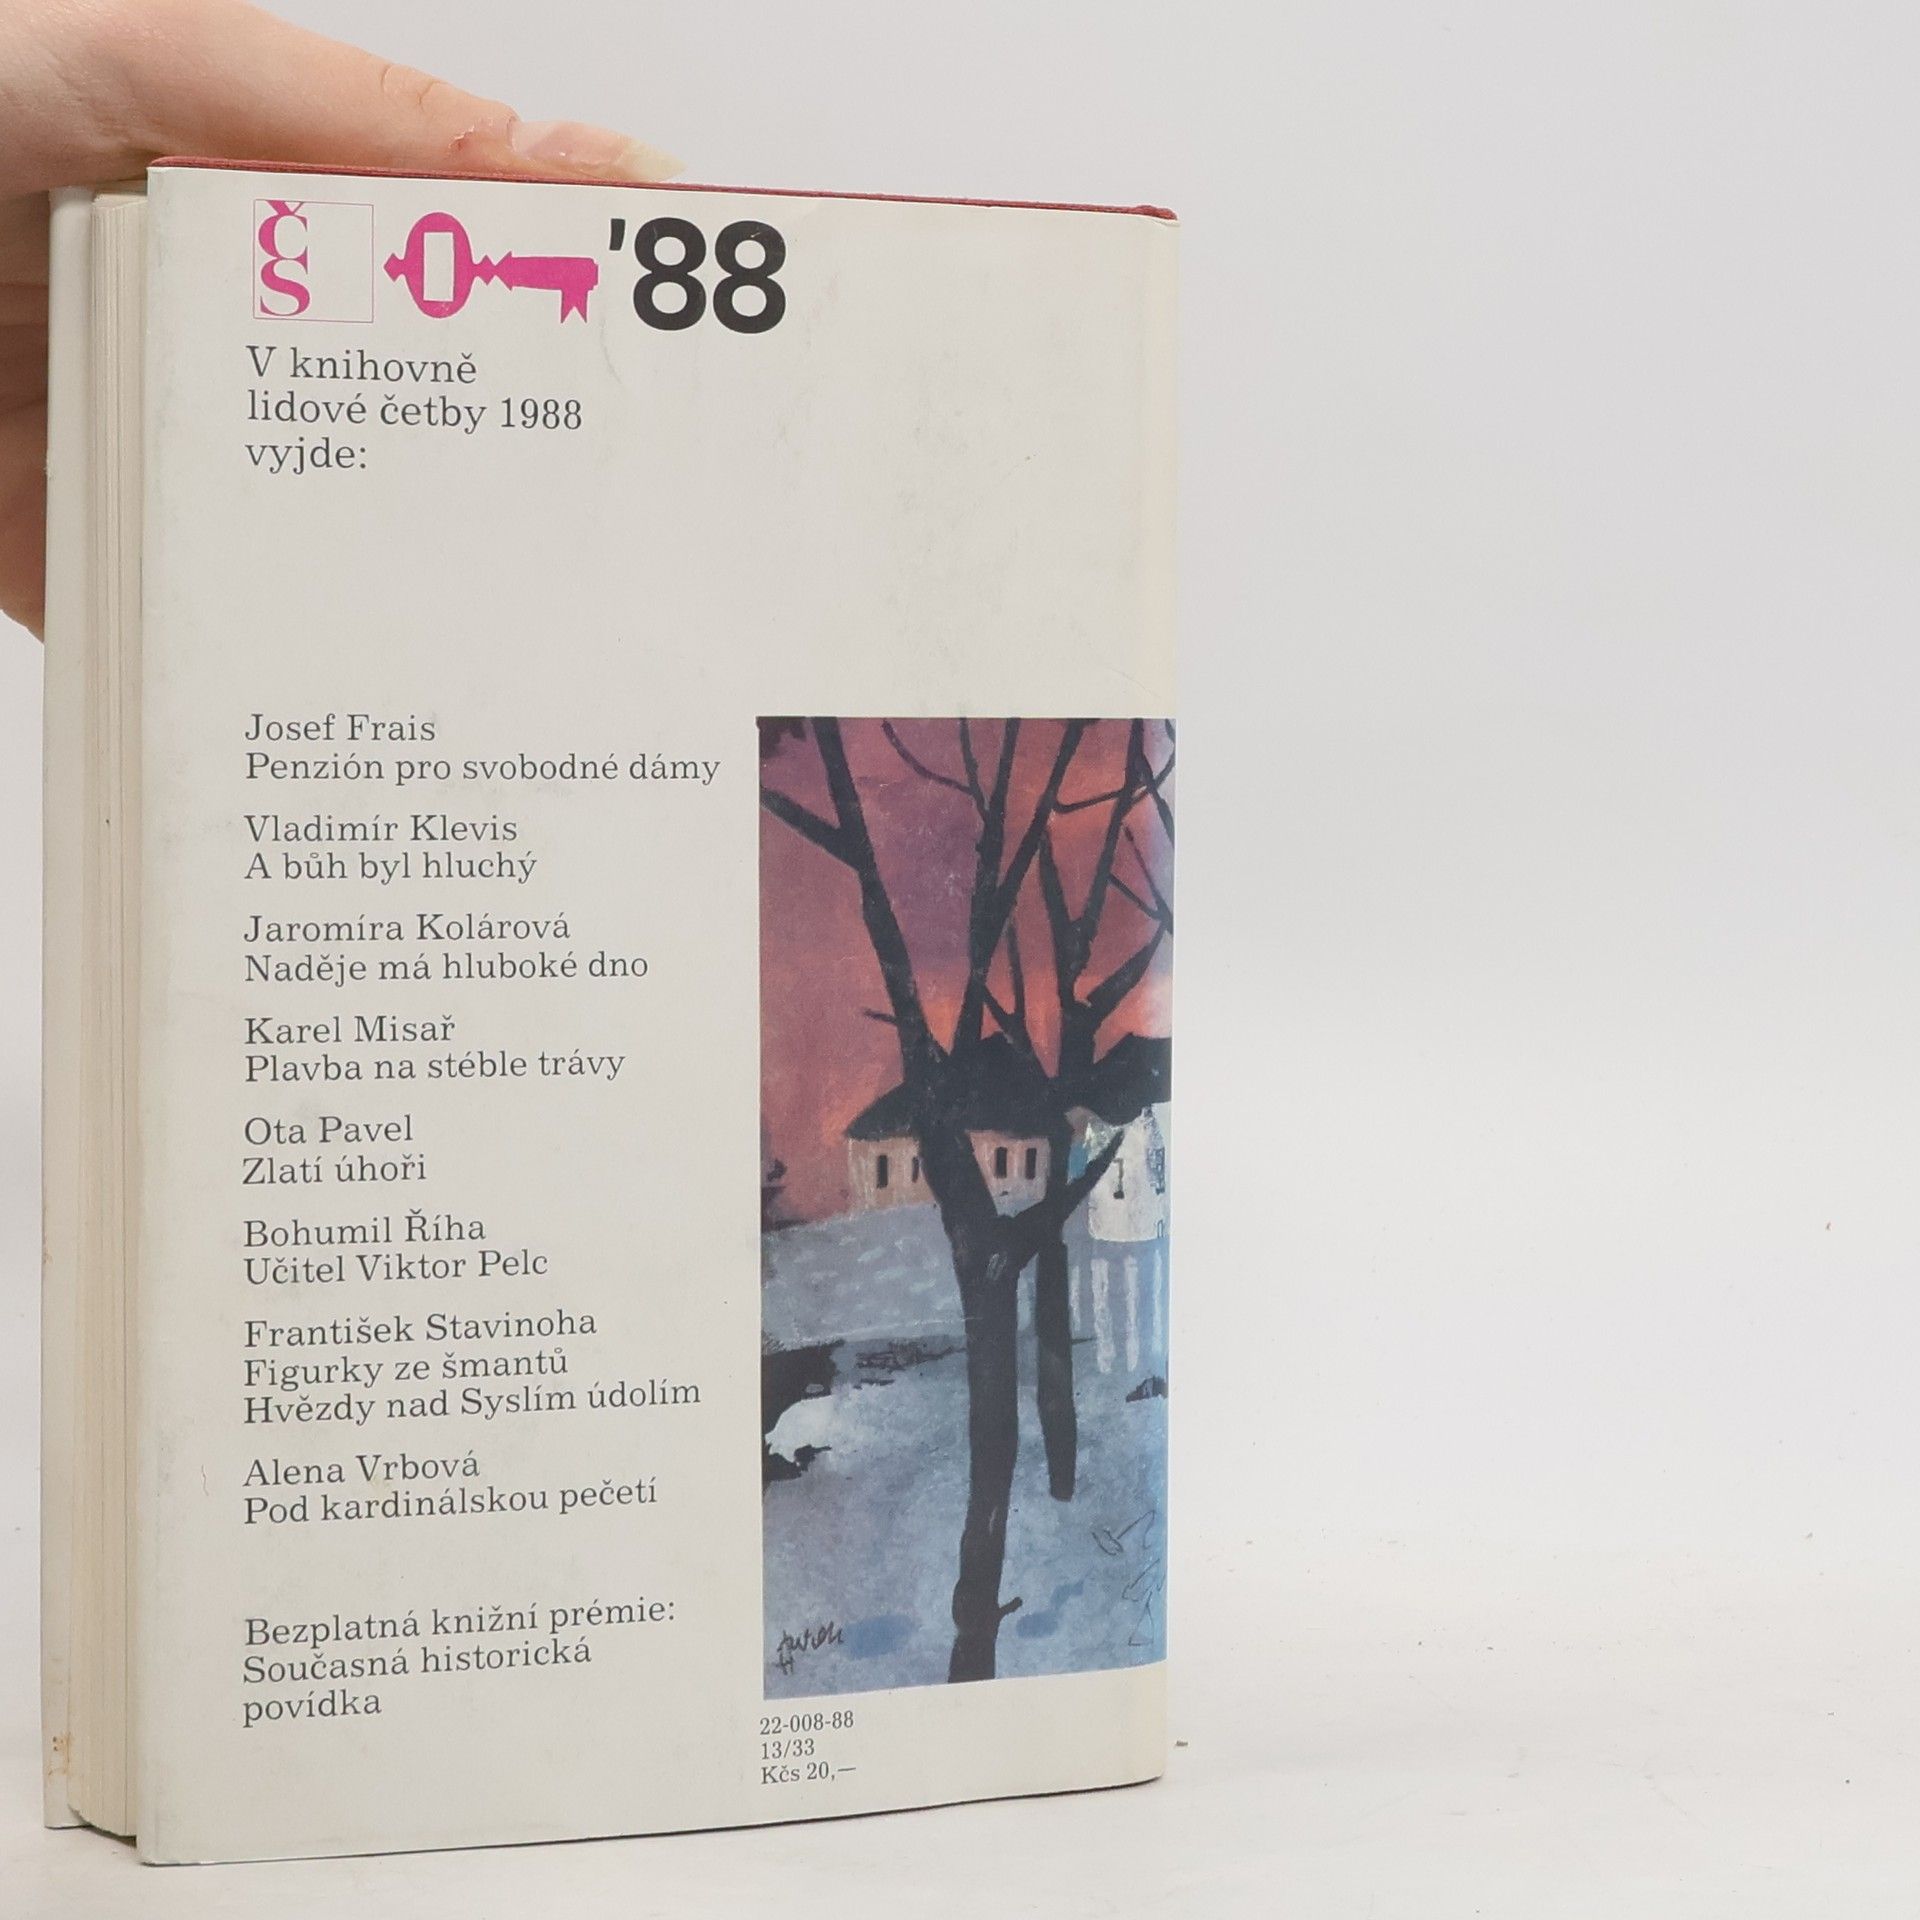 ČS
'88
V knihovně
lidové četby 1988
vyjde:
Josef Frais
Penzión pro svobodné dámy
Vladimír Klevis
A bůh byl hluchý
Jaromíra Kolárová
Naděje má hluboké dno
Karel Misař
Plavba na stéble trávy
Ota Pavel
Zlatí úhoři
Bohumil Říha
Učitel Viktor Pelc
František Stavinoha
Figurky ze šmantů
Hvězdy nad Syslím údolím
Alena Vrbová
Pod kardinálskou pečetí
Bezplatná knižní prémie:
Současná historická
povídka
22-008-88
13/33
Kčs 20,—